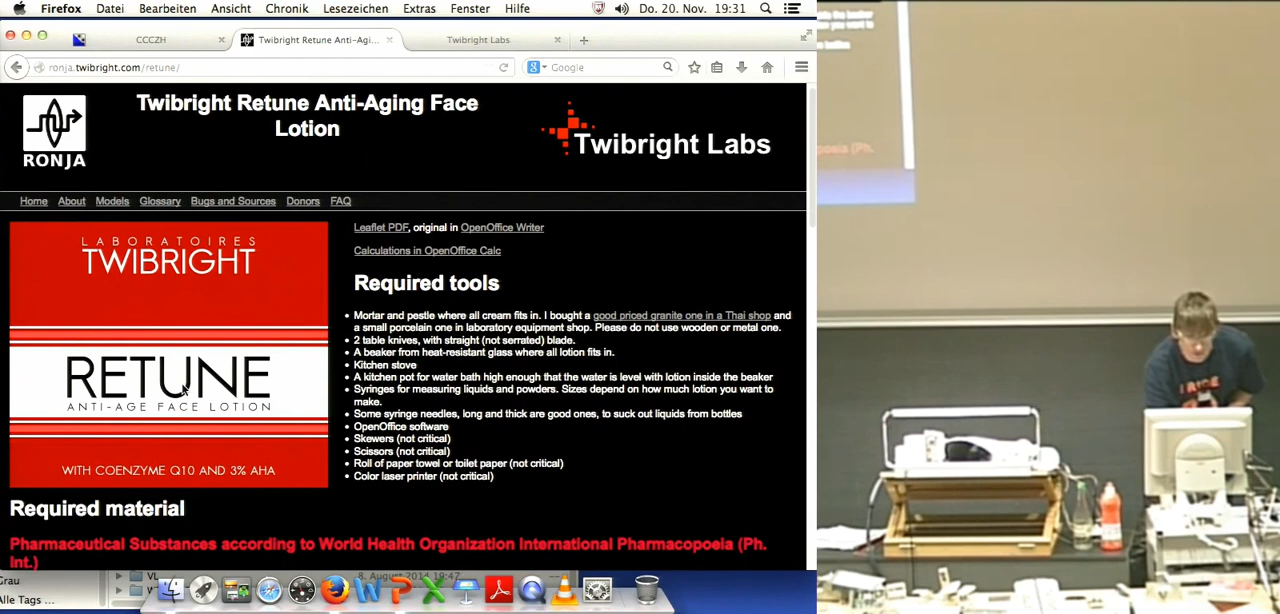 Firefox Datei Bearbeiten Ansicht Chronik Lesezeichen Extras Fenster Hilfe Do. 20. Nov. 19:31
CCCZH Twibright Retune Anti-Agi... Twibright Labs
ronja.twibright.com/retune/ Google
Twibright Retune Anti-Aging Face
Lotion
RONJA
Twibright Labs
Home About Models Glossary Bugs and Sources Donors FAQ
LABORATOIRES
TWIBRIGHT
RETUNE
ANTI-AGE FACE LOTION
WITH COENZYME Q10 AND 3% AHA
Leaflet PDF, original in OpenOffice Writer
Calculations in OpenOffice Calc
Required tools
Mortar and pestle where all cream fits in. I bought a good priced granite one in a Thai shop and
a small porcelain one in laboratory equipment shop. Please do not use wooden or metal one.
2 table knives, with straight (not serrated) blade.
A beaker from heat-resistant glass where all lotion fits in.
Kitchen stove
A kitchen pot for water bath high enough that the water is level with lotion inside the beaker
Syringes for measuring liquids and powders. Sizes depend on how much lotion you want to
make.
Some syringe needles, long and thick are good ones, to suck out liquids from bottles
OpenOffice software
Skewers (not critical)
Scissors (not critical)
Roll of paper towel or toilet paper (not critical)
Color laser printer (not critical)
Required material
Pharmaceutical Substances according to World Health Organization International Pharmacopoeia (Ph.
Int.)
Grau
Alle Tags ...
VL
8. August 2014 19:47
I RIDE